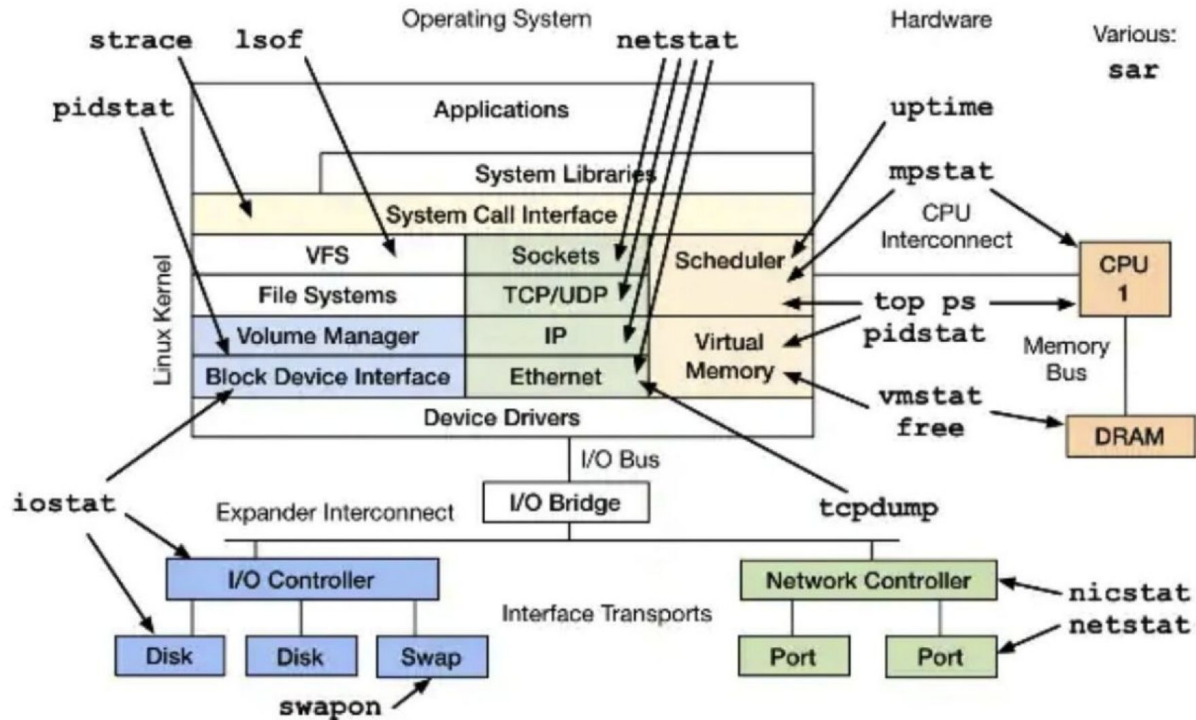 Operating System
Hardware
Various:
sar
strace
lsof
netstat
pidstat
uptime
mpstat
Applications
System Libraries
System Call Interface
CPU
Interconnect
Linux Kernel
VFS
Sockets
Scheduler
CPU
1
File Systems
TCP/UDP
top ps
pidstat
Volume Manager
IP
Virtual
Memory
Memory
Bus
Block Device Interface
Ethernet
vmstat
free
Device Drivers
DRAM
I/O Bus
I/O Bridge
iostat
Expander Interconnect
tcpdump
I/O Controller
Network Controller
nicstat
netstat
Interface Transports
Disk
Disk
Swap
Port
Port
swapon